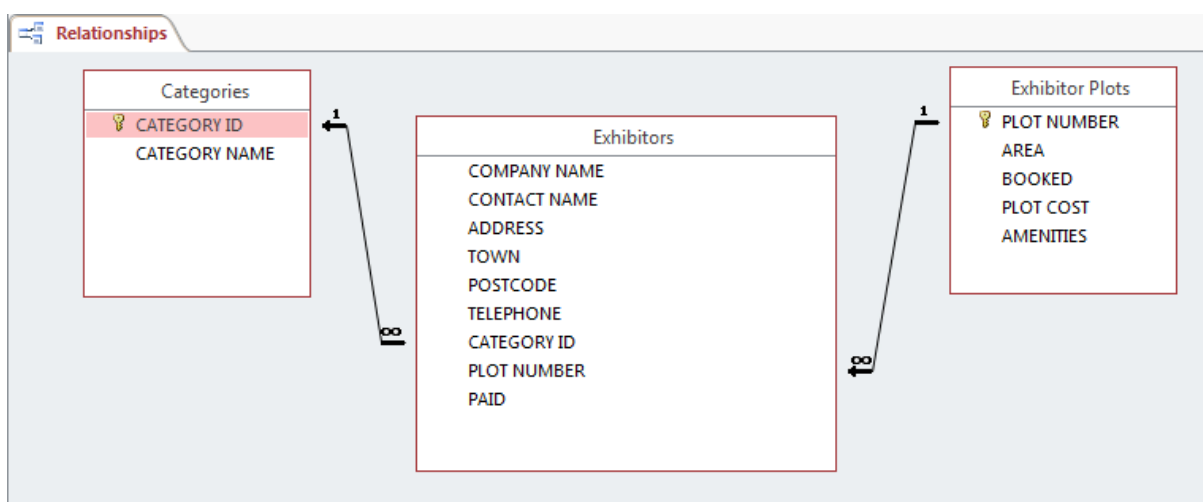 Relationships
Categories
CATEGORY ID
CATEGORY NAME
1
∞
Exhibitors
COMPANY NAME
CONTACT NAME
ADDRESS
TOWN
POSTCODE
TELEPHONE
CATEGORY ID
PLOT NUMBER
PAID
1
∞
Exhibitor Plots
PLOT NUMBER
AREA
BOOKED
PLOT COST
AMENITIES